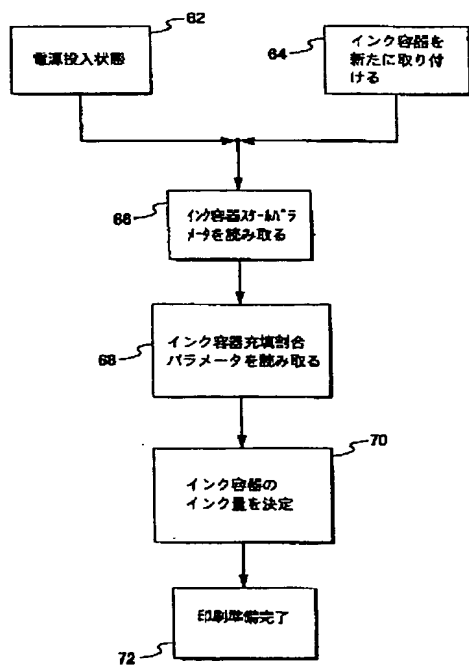 62
電源投入状態
64
インク容器を
新たに取り付
ける
66
インク容器スケールパラ
メータを読み取る
68
インク容器充填割合
パラメータを読み取る
70
インク容器の
インク量を決定
印刷準備完了
72